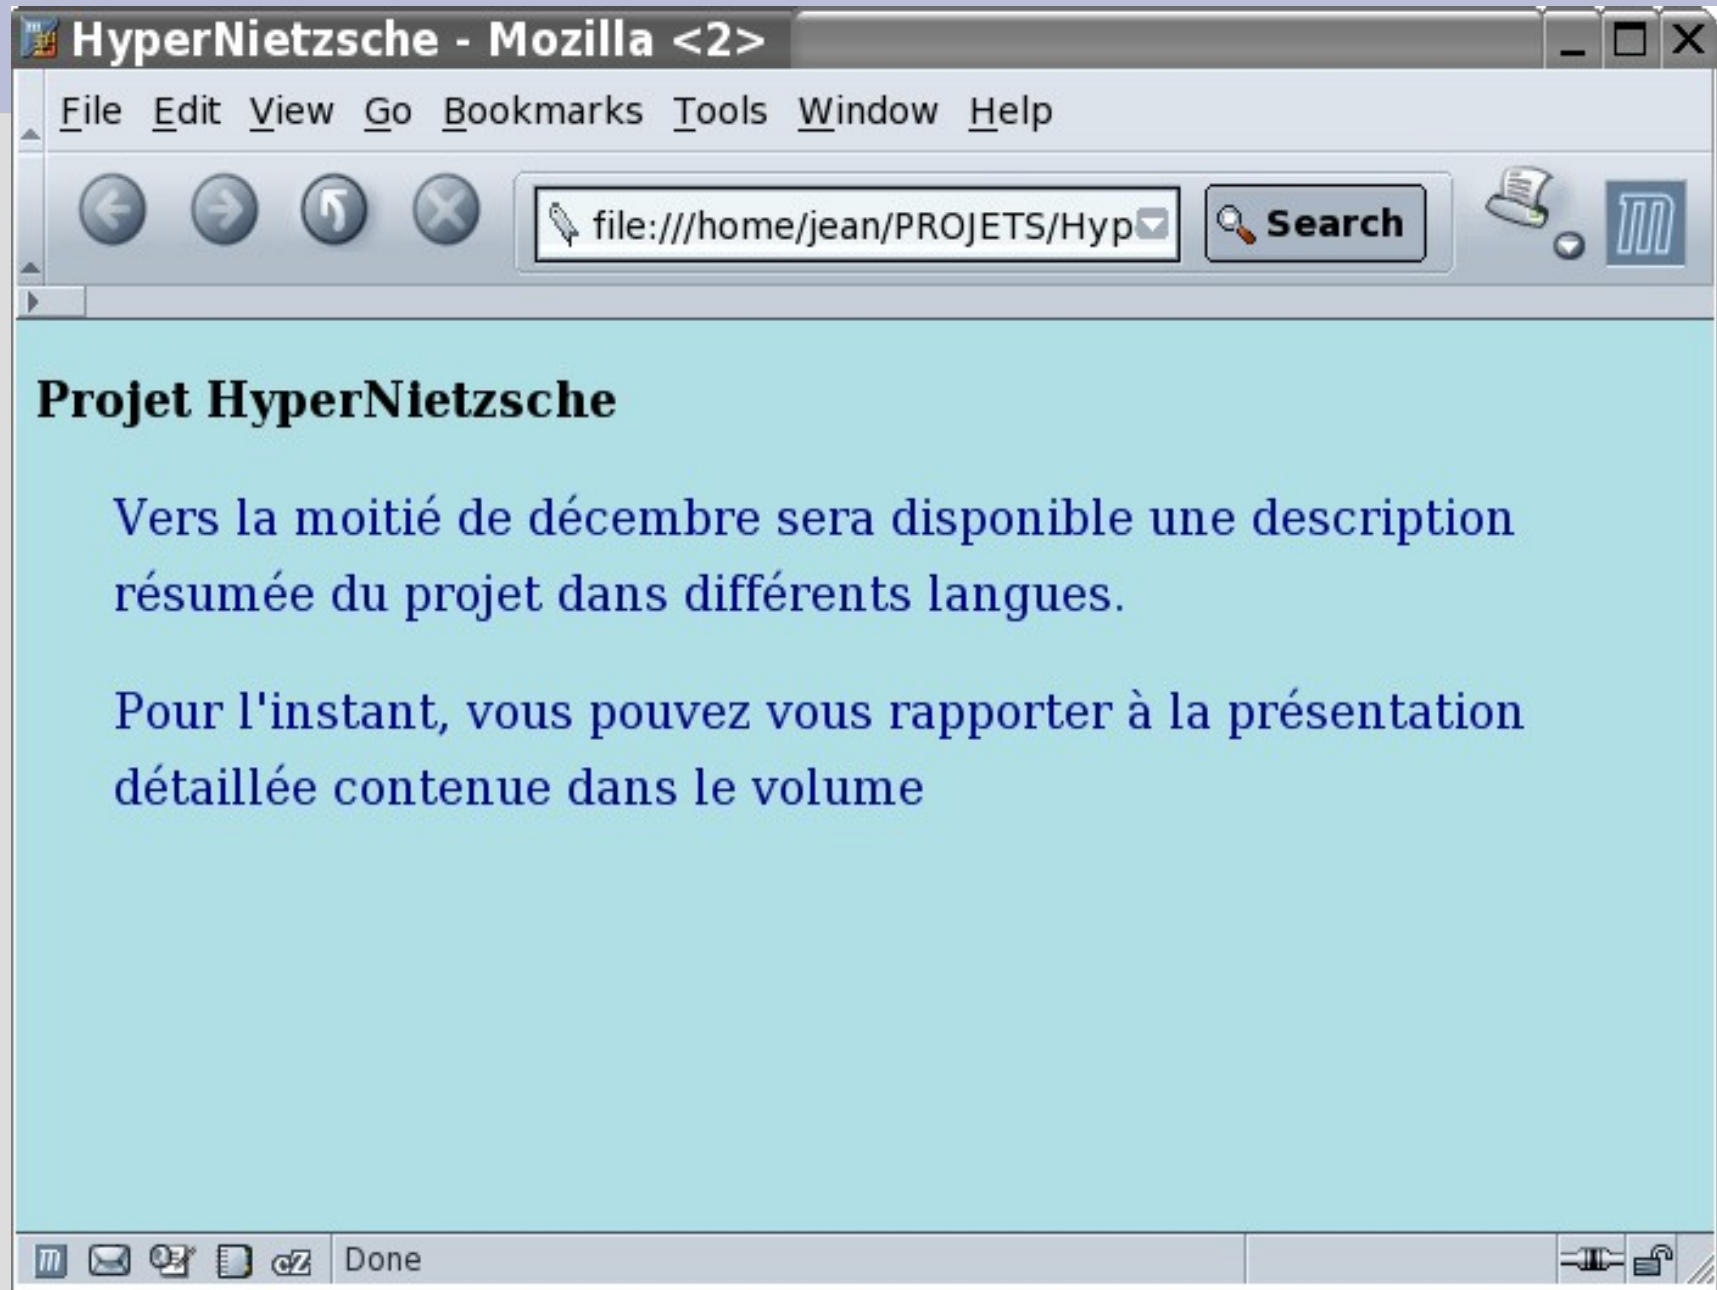 HyperNietzsche - Mozilla <2>
File Edit View Go Bookmarks Tools Window Help
file:///home/jean/PROJETS/Hyp Search
Projet HyperNietzsche
Vers la moitié de décembre sera disponible une description
résumée du projet dans différents langues.
Pour l'instant, vous pouvez vous rapporter à la présentation
détaillée contenue dans le volume
Done